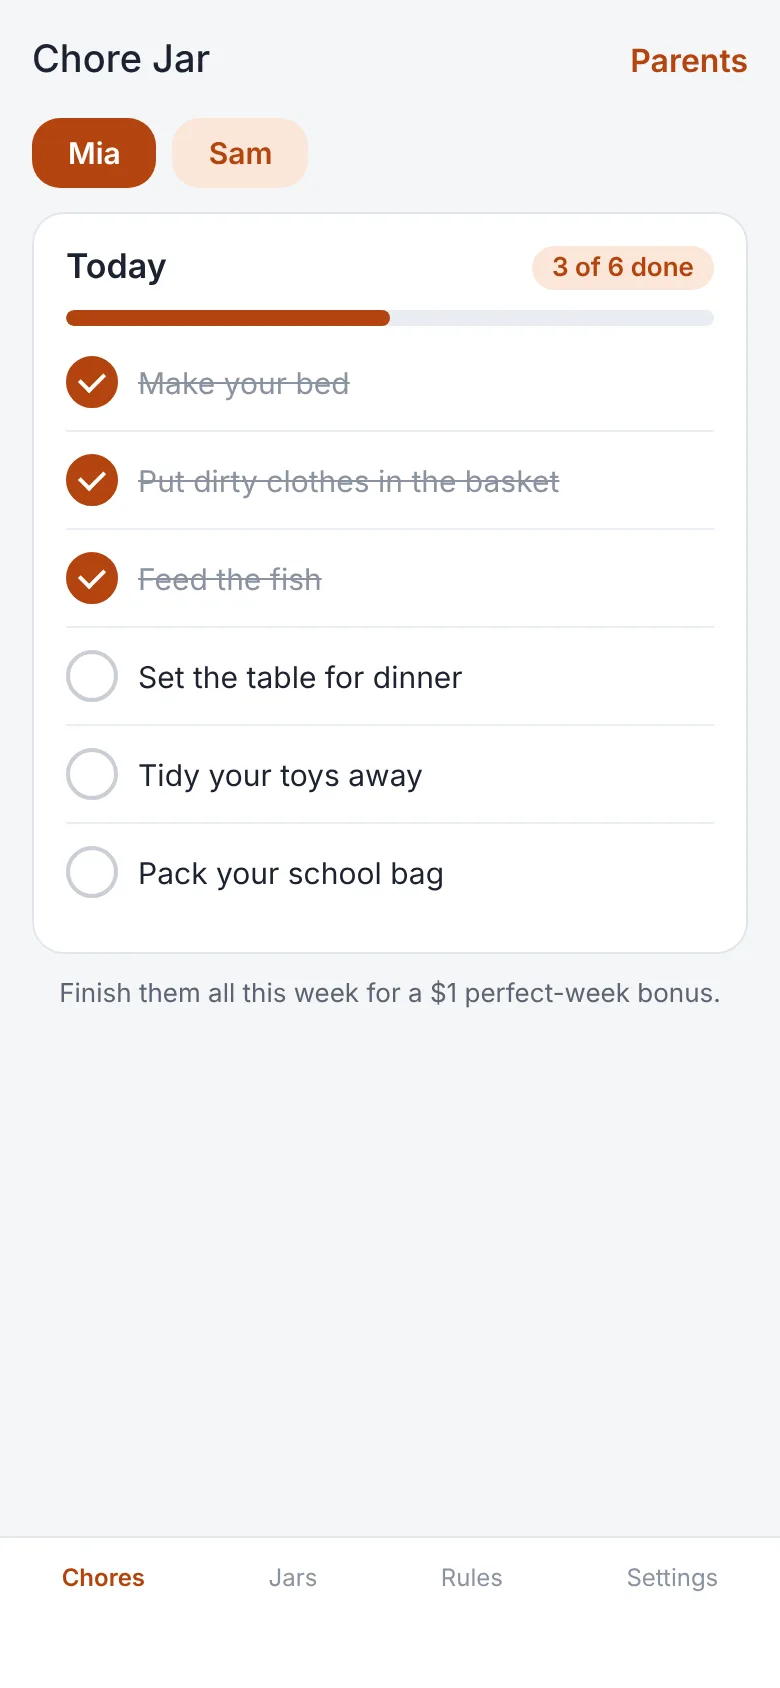 Chore Jar
Parents
Mia
Sam
Today
3 of 6 done
Make your bed
Put dirty clothes in the basket
Feed the fish
Set the table for dinner
Tidy your toys away
Pack your school bag
Finish them all this week for a $1 perfect-week bonus.
Chores
Jars
Rules
Settings